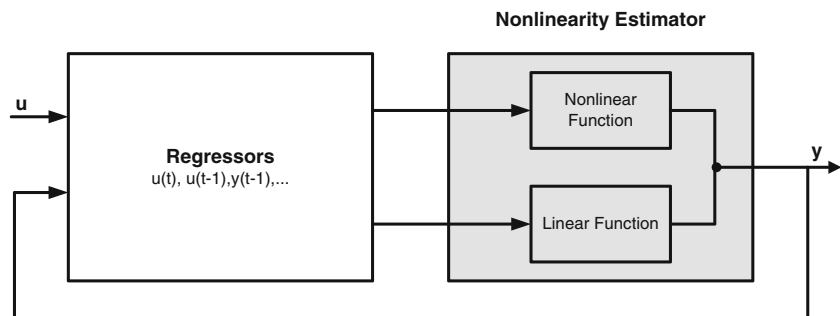 Nonlinearity Estimator
u
Regressors
u(t), u(t-1),y(t-1),...
Nonlinear
Function
Linear Function
y